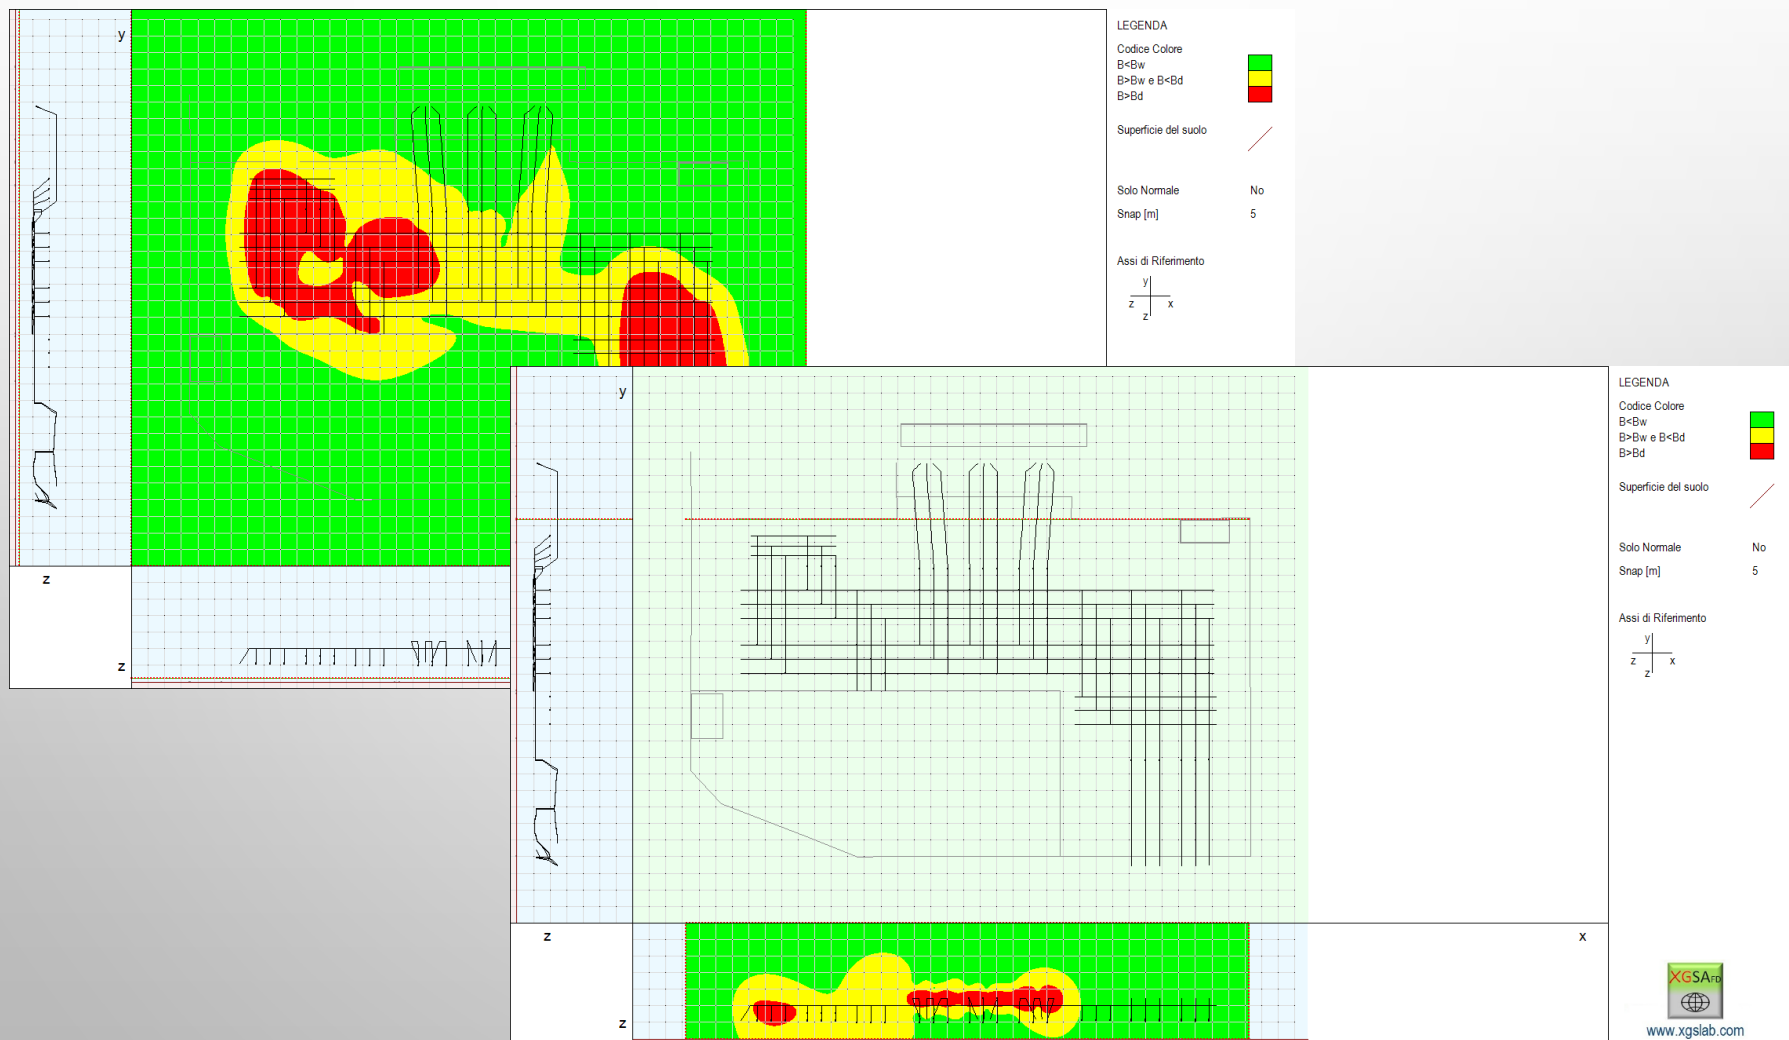 y
z
z
LEGENDA
Codice Colore
B<Bw
B>Bw e B<Bd
B>Bd
Superficie del suolo
Solo Normale No
Snap [m] 5
Assi di Riferimento
y
z x
z
y
z
z
x
LEGENDA
Codice Colore
B<Bw
B>Bw e B<Bd
B>Bd
Superficie del suolo
Solo Normale No
Snap [m] 5
Assi di Riferimento
y
z x
z
XGSAFD
www.xgslab.com